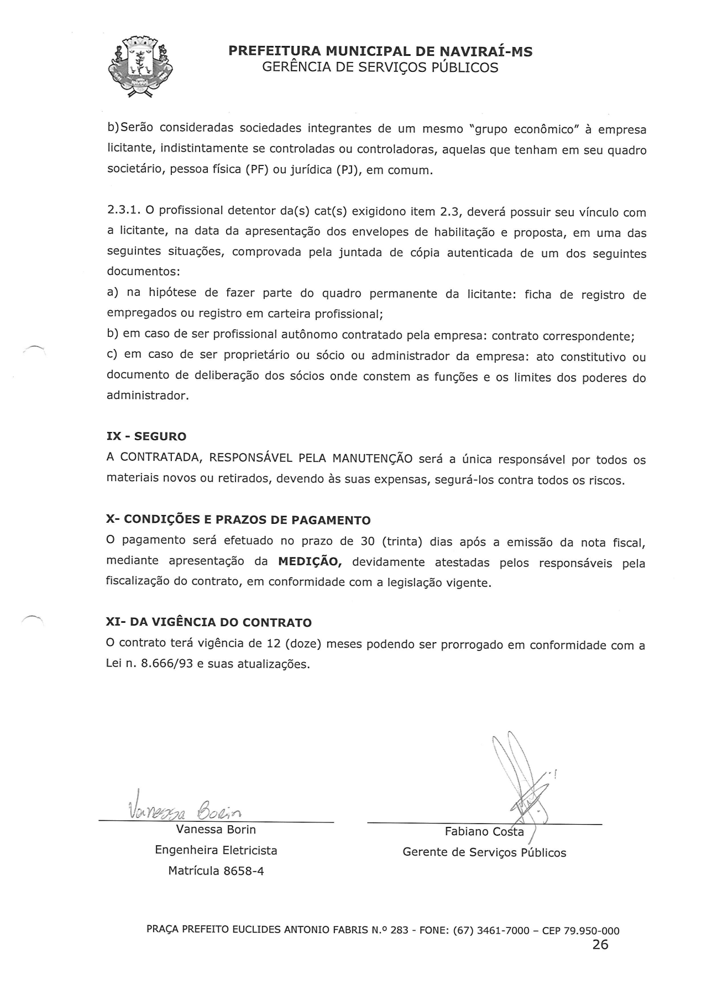 PREFEITURA MUNICIPAL DE NAVIRAÍ-MS
GERÊNCIA DE SERVIÇOS PÚBLICOS
NAVIRAÍ
b)Serão consideradas sociedades integrantes de um mesmo "grupo econômico" à empresa
licitante, indistintamente se controladas ou controladoras, aquelas que tenham em seu quadro
societário, pessoa física (PF) ou jurídica (PJ), em comum.
2.3.1. O profissional detentor da(s) cat(s) exigidono item 2.3, deverá possuir seu vínculo com
a licitante, na data da apresentação dos envelopes de habilitação e proposta, em uma das
seguintes situações, comprovada pela juntada de cópia autenticada de um dos seguintes
documentos:
a) na hipótese de fazer parte do quadro permanente da licitante: ficha de registro de
empregados ou registro em carteira profissional;
b) em caso de ser profissional autônomo contratado pela empresa: contrato correspondente;
c) em caso de ser proprietário ou sócio ou administrador da empresa: ato constitutivo ou
documento de deliberação dos sócios onde constem as funções e os limites dos poderes do
administrador.
IX - SEGURO
A CONTRATADA, RESPONSÁVEL PELA MANUTENÇÃO será a única responsável por todos os
materiais novos ou retirados, devendo às suas expensas, segurá-los contra todos os riscos.
X- CONDIÇÕES E PRAZOS DE PAGAMENTO
O pagamento será efetuado no prazo de 30 (trinta) dias após a emissão da nota fiscal,
mediante apresentação da MEDIÇÃO, devidamente atestadas pelos responsáveis pela
fiscalização do contrato, em conformidade com a legislação vigente.
XI- DA VIGÊNCIA DO CONTRATO
O contrato terá vigência de 12 (doze) meses podendo ser prorrogado em conformidade com a
Lei n. 8.666/93 e suas atualizações.
Vanessa Borin
Vanessa Borin
Engenheira Eletricista
Matrícula 8658-4
Fabiano Costa
Gerente de Serviços Públicos
PRAÇA PREFEITO EUCLIDES ANTONIO FABRIS N.º 283 - FONE: (67) 3461-7000 – CEP 79.950-000
26